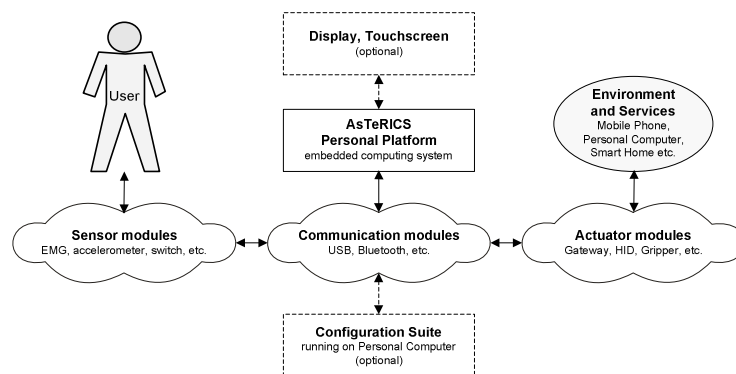 Display, Touchscreen
(optional)
User
AsTeRICS
Personal Platform
embedded computing system
Environment
and Services
Mobile Phone,
Personal Computer,
Smart Home etc.
Sensor modules
EMG, accelerometer, switch, etc.
Communication modules
USB, Bluetooth, etc.
Actuator modules
Gateway, HID, Gripper, etc.
Configuration Suite
running on Personal Computer
(optional)